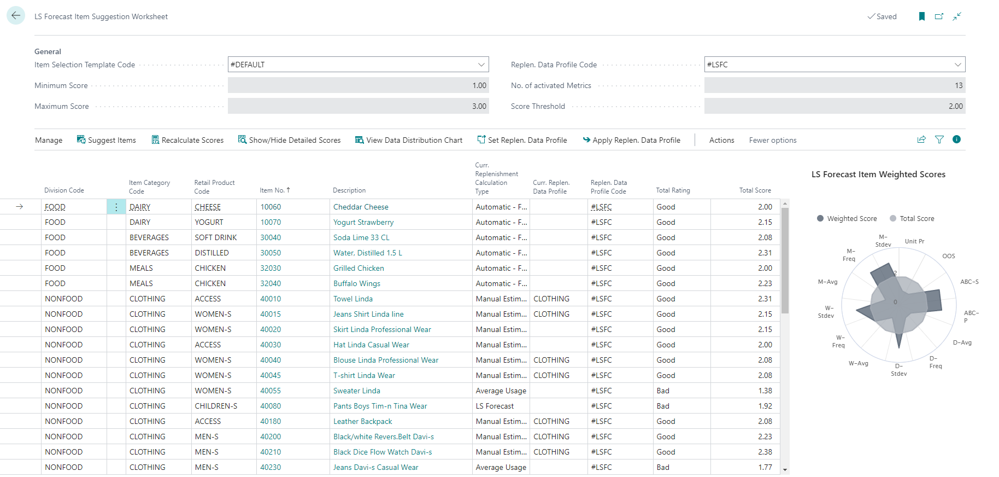 LS Forecast Item Suggestion Worksheet
Saved
General
Item Selection Template Code
#DEFAULT
Replen. Data Profile Code
#LSFC
Minimum Score
1.00
No. of activated Metrics
13
Maximum Score
3.00
Score Threshold
2.00
Manage Suggest Items Recalculate Scores Show/Hide Detailed Scores View Data Distribution Chart Set Replen. Data Profile Apply Replen. Data Profile Actions Fewer options
Division Code
Item Category
Code
Retail Product
Code
Item No. ↑
Description
Curr.
Replenishment
Calculation
Type
Curr. Replen.
Data Profile
Replen. Data
Profile Code
Total Rating
Total Score
FOOD DAIRY CHEESE 10060 Cheddar Cheese Automatic - F... #LSFC Good 2.00
FOOD DAIRY YOGURT 10070 Yogurt Strawberry Automatic - F... #LSFC Good 2.15
FOOD BEVERAGES SOFT DRINK 30040 Soda Lime 33 CL Automatic - F... #LSFC Good 2.08
FOOD BEVERAGES DISTILLED 30050 Water, Distilled 1.5 L Automatic - F... #LSFC Good 2.31
FOOD MEALS CHICKEN 32030 Grilled Chicken Automatic - F... #LSFC Good 2.00
FOOD MEALS CHICKEN 32040 Buffalo Wings Automatic - F... #LSFC Good 2.23
NONFOOD CLOTHING ACCESS 40010 Towel Linda Manual Estim... CLOTHING #LSFC Good 2.31
NONFOOD CLOTHING WOMEN-S 40015 Jeans Shirt Linda line Manual Estim... CLOTHING #LSFC Good 2.15
NONFOOD CLOTHING WOMEN-S 40020 Skirt Linda Professional Wear Manual Estim... #LSFC Good 2.15
NONFOOD CLOTHING ACCESS 40030 Hat Linda Casual Wear Manual Estim... #LSFC Good 2.00
NONFOOD CLOTHING WOMEN-S 40040 Blouse Linda Professional Wear Manual Estim... CLOTHING #LSFC Good 2.08
NONFOOD CLOTHING WOMEN-S 40045 T-shirt Linda Wear Manual Estim... CLOTHING #LSFC Good 2.08
NONFOOD CLOTHING WOMEN-S 40055 Sweater Linda Average Usage #LSFC Bad 1.38
NONFOOD CLOTHING CHILDREN-S 40080 Pants Boys Tim-n Tina Wear LS Forecast #LSFC Bad 1.92
NONFOOD CLOTHING ACCESS 40180 Leather Backpack Manual Estim... CLOTHING #LSFC Good 2.08
NONFOOD CLOTHING MEN-S 40200 Black/white Revers.Belt Davi-s Manual Estim... CLOTHING #LSFC Good 2.23
NONFOOD CLOTHING MEN-S 40210 Black Dice Flow Watch Davi-s Manual Estim... CLOTHING #LSFC Good 2.38
NONFOOD CLOTHING MEN-S 40230 Jeans Davi-s Casual Wear Average Usage #LSFC Bad 1.77
LS Forecast Item Weighted Scores
Weighted Score Total Score
Unit Pr
OOS
ABC-S
ABC-
P
D-Avg
D-
Freq
D-
Stdev
W-Avg
W-
Freq
W-
Stdev
M-Avg
M-
Freq
M-
Stdev
2
0